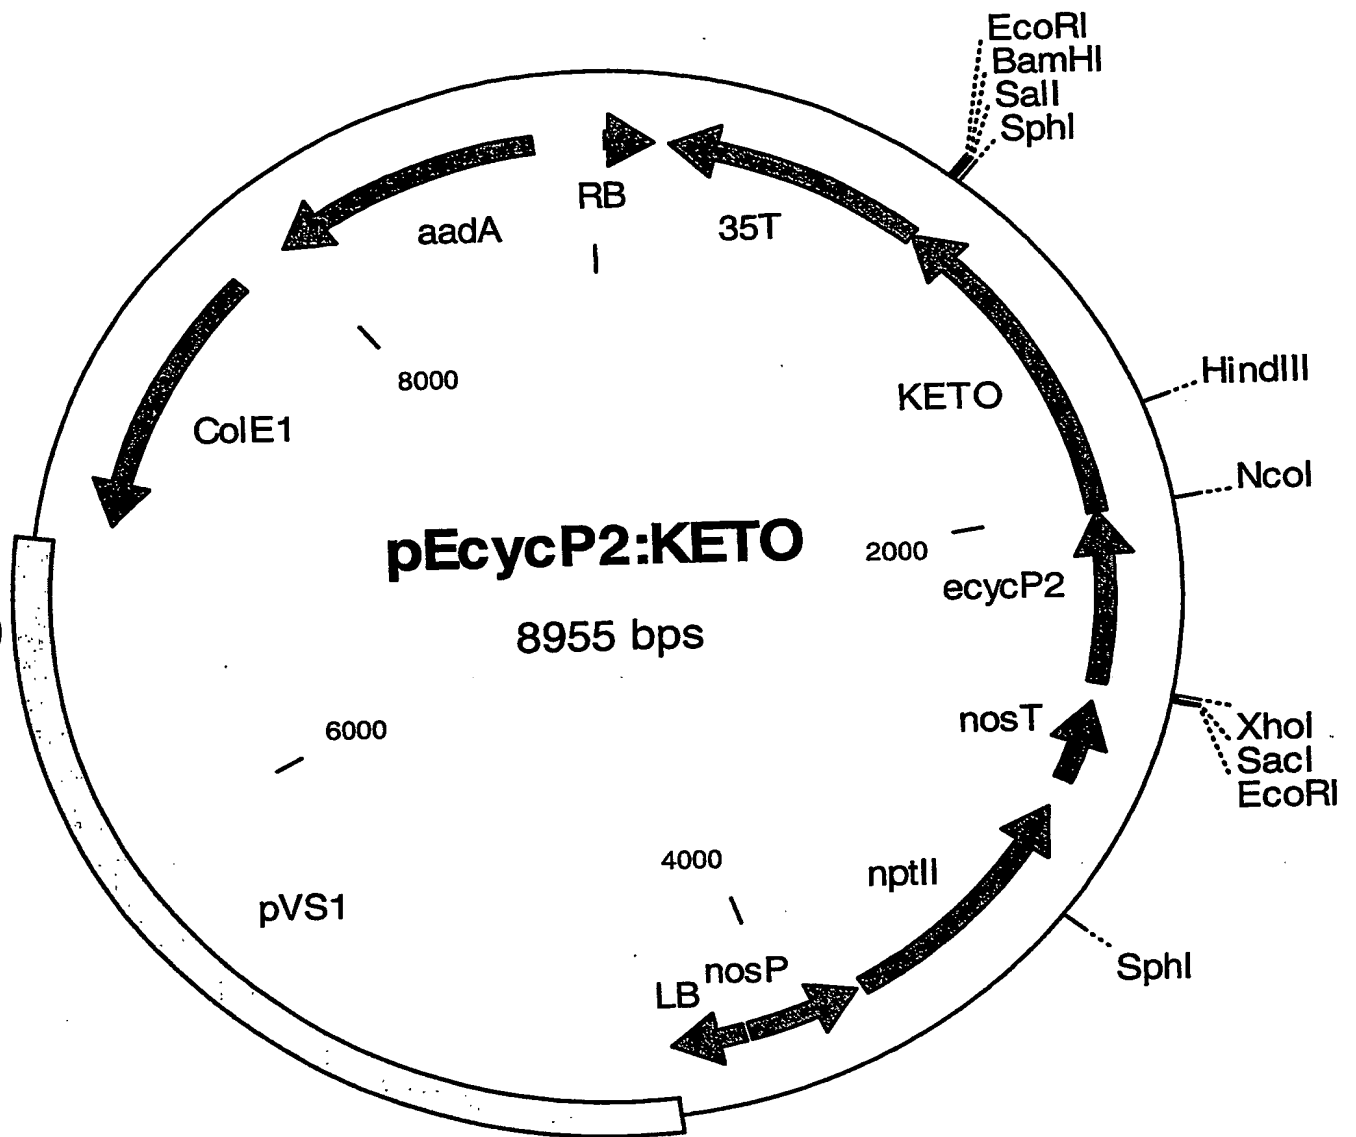 EcoRI
BamHI
SalI
SphI
RB
35T
aadA
HindIII
8000
KETO
ColE1
NcoI
pEcycP2:KETO
2000
ecycP2
8955 bps
nosT
XhoI
6000
SacI
EcoRI
4000
nptII
pVS1
SphI
nosP
LB